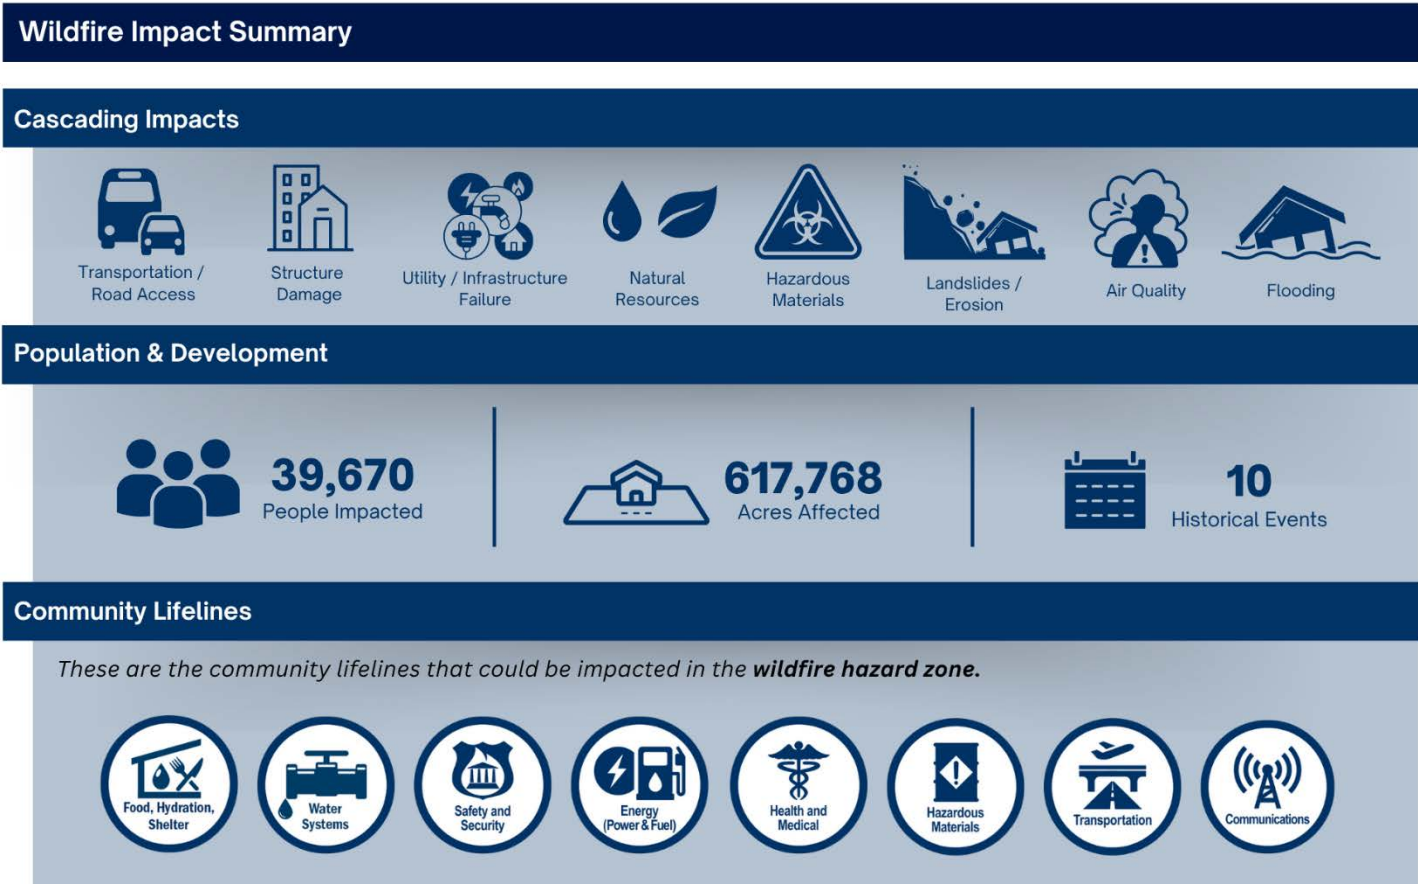 Wildfire Impact Summary
Cascading Impacts
Transportation /
Road Access
Structure
Damage
Utility / Infrastructure
Failure
Natural
Resources
Hazardous
Materials
Landslides /
Erosion
Air Quality
Flooding
Population & Development
39,670
People Impacted
617,768
Acres Affected
10
Historical Events
Community Lifelines
These are the community lifelines that could be impacted in the wildfire hazard zone.
Food, Hydration,
Shelter
Water
Systems
Safety and
Security
Energy
(Power & Fuel)
Health and
Medical
Hazardous
Materials
Transportation
Communications